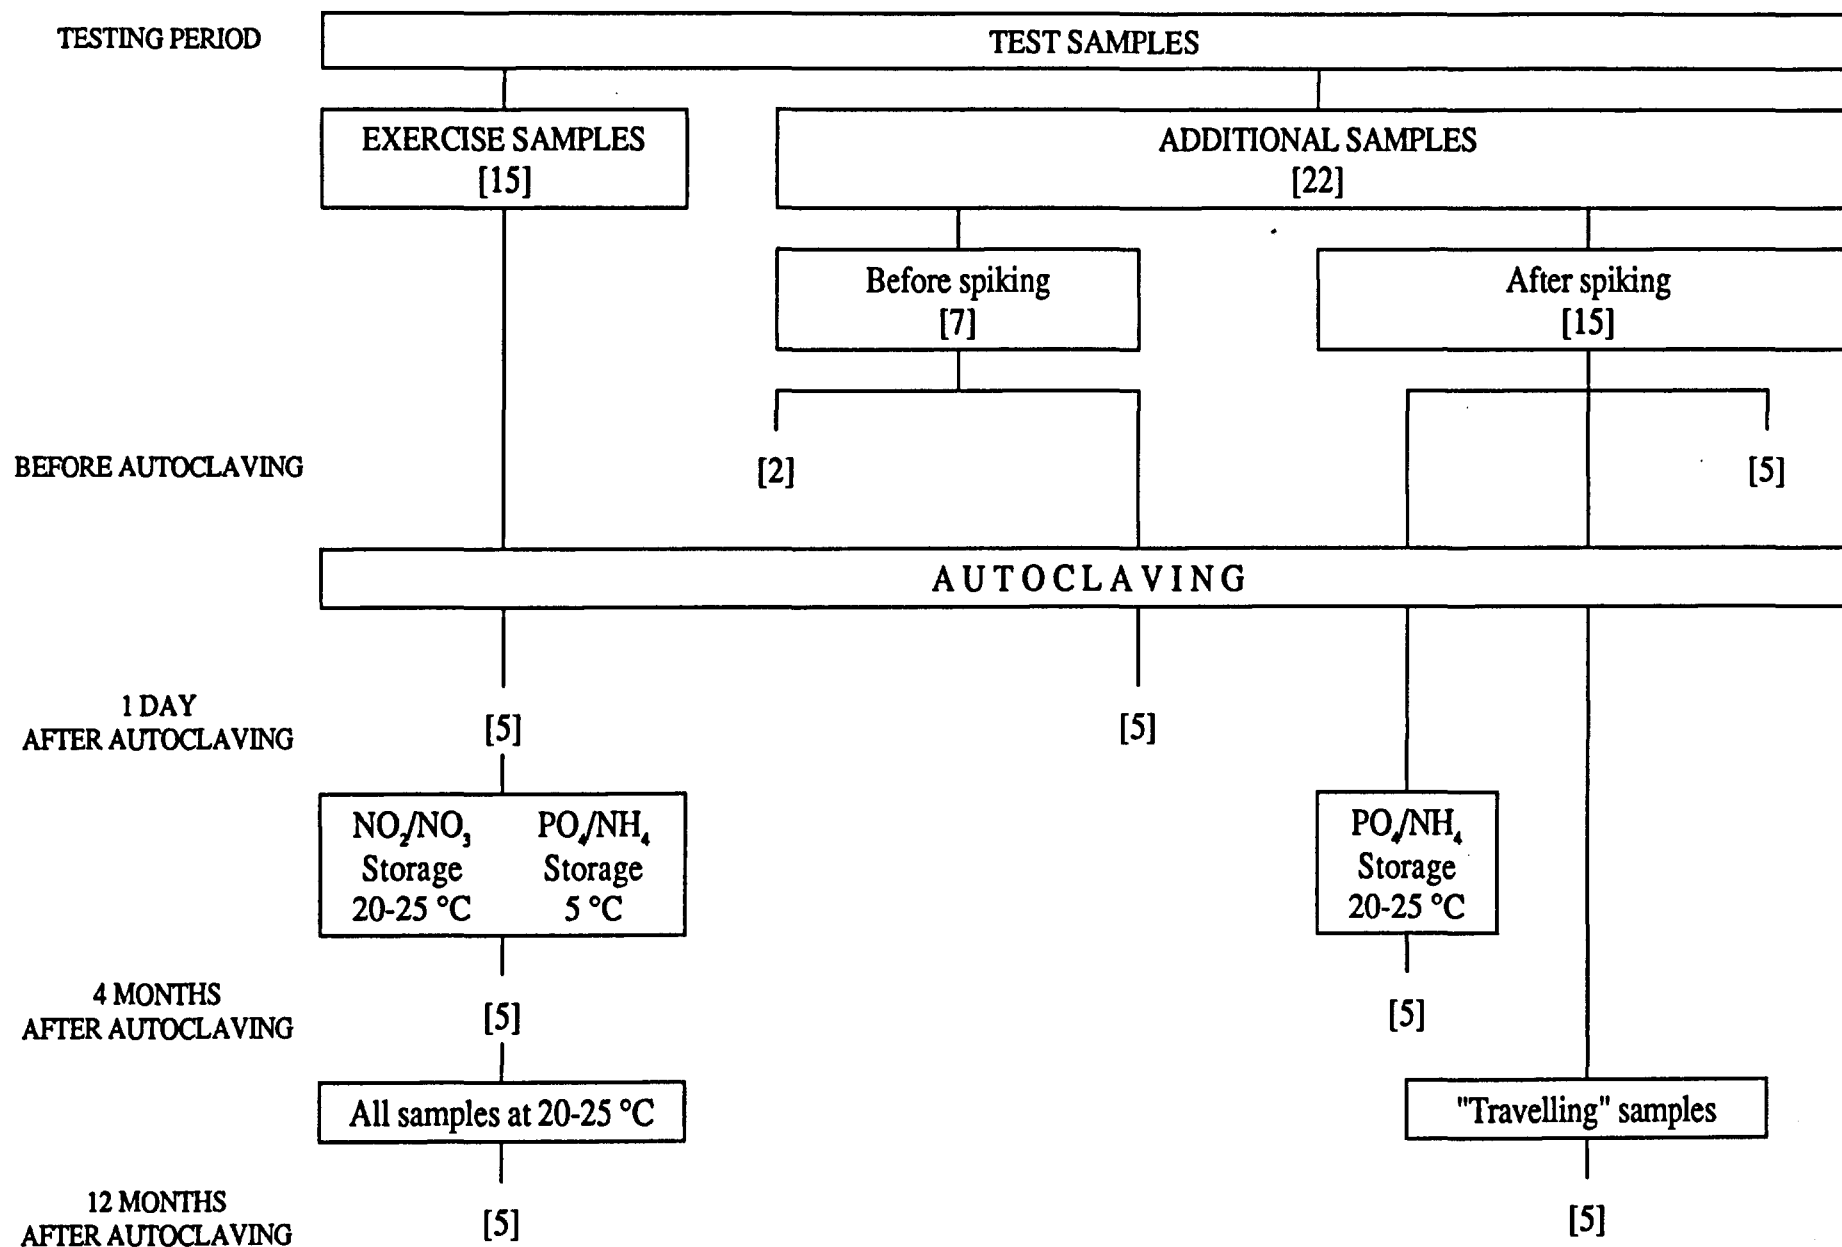 TESTING PERIOD
TEST SAMPLES
EXERCISE SAMPLES
[15]
ADDITIONAL SAMPLES
[22]
Before spiking
[7]
After spiking
[15]
BEFORE AUTOCLAVING
[2]
[5]
AUTOCLAVING
1 DAY
AFTER AUTOCLAVING
[5]
[5]
NO₂/NO₃
Storage
20-25 °C
PO₄/NH₄
Storage
5 °C
PO₄/NH₄
Storage
20-25 °C
4 MONTHS
AFTER AUTOCLAVING
[5]
[5]
All samples at 20-25 °C
"Travelling" samples
12 MONTHS
AFTER AUTOCLAVING
[5]
[5]